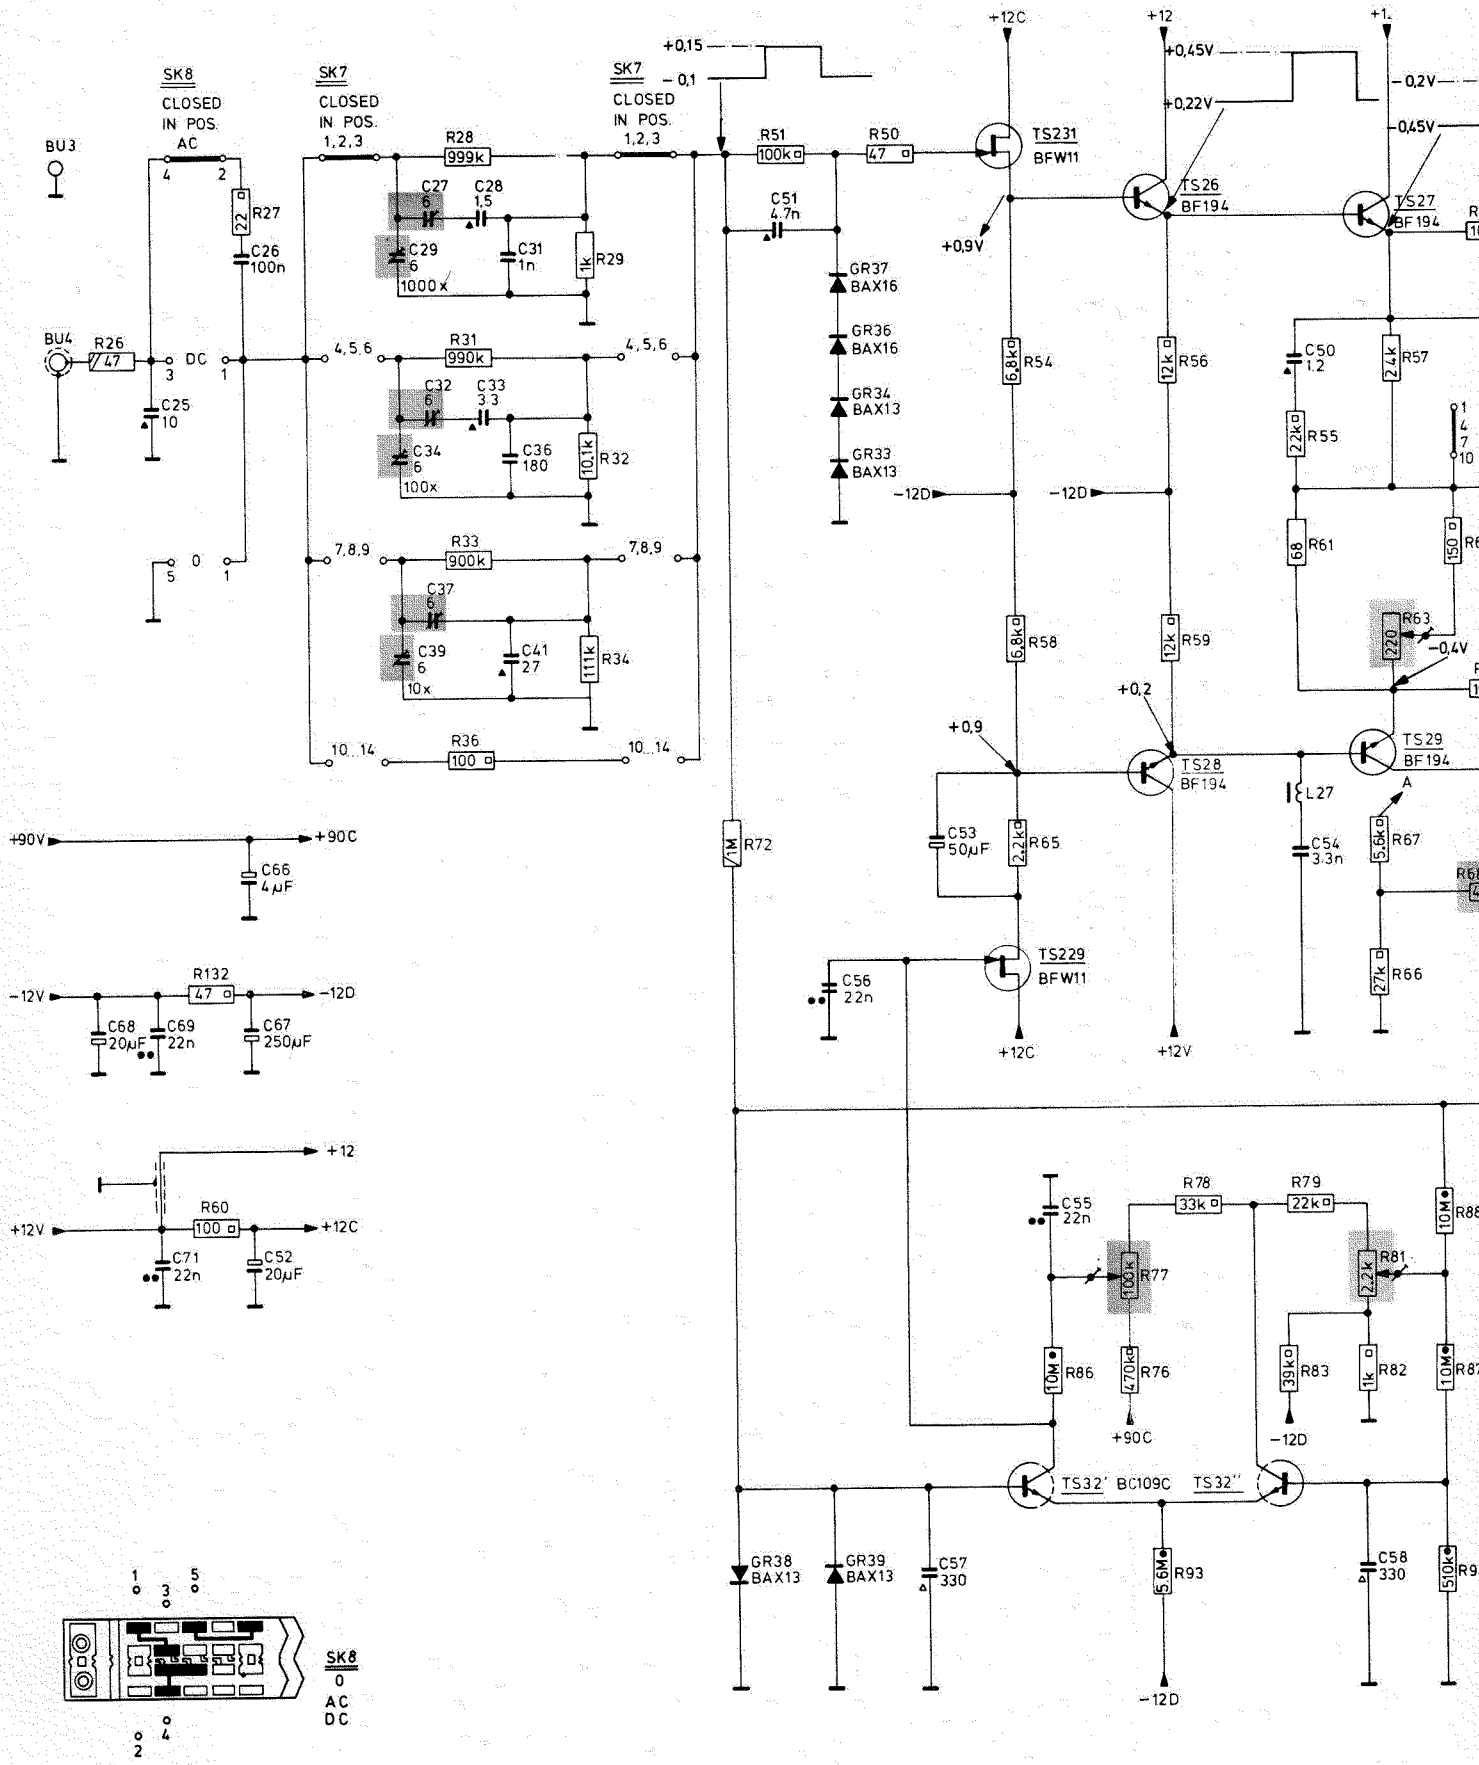 +12C
+12
+0,15
-0,1
+0,45V
+0,22V
-0,2V
-0,45V
SK8
CLOSED
IN POS.
AC
SK7
CLOSED
IN POS.
1,2,3
SK7
CLOSED
IN POS.
1,2,3
BU3
4
2
R28
999k
R51
100k
R50
47
TS231
BFW11
R27
22
C26
100n
C27
6
C28
1,5
C29
6
1000x
C31
1n
1k
R29
C51
4.7n
+0,9V
TS26
BF194
TS27
BF194
GR37
BAX16
GR36
BAX16
GR34
BAX13
GR33
BAX13
BU4
R26
47
DC
3
1
C25
10
4,5,6
R31
990k
4,5,6
C32
6
C33
3.3
C34
6
100x
C36
180
10.1k
R32
6.8k
R54
12k
R56
C50
1.2
2.4k
R57
22k
R55
1
4
7
10
-12D
-12D
5
0
1
7,8,9
R33
900k
7,8,9
C37
6
C39
6
10x
C41
27
111k
R34
6.8k
R58
12k
R59
68
R61
150
R63
220
-0,4V
10...14
R36
100
10...14
+0,9
+0,2
TS28
BF194
TS29
BF194
L27
A
+90V
+90C
C66
4µF
/1M
R72
C53
50µF
2.2k
R65
C54
3.3n
5.6k
R67
27k
R66
-12V
R132
47
-12D
C68
20µF
C69
22n
C67
250µF
C56
22n
TS229
BFW11
+12C
+12V
+12
+12V
R60
100
+12C
C71
22n
C52
20µF
C55
22n
R78
33k
R79
22k
10M
R88
100k
R77
2.2k
R81
10M
R86
470k
R76
39k
R83
1k
R82
10M
+90C
-12D
TS32'
BC109C
TS32''
GR38
BAX13
GR39
BAX13
C57
330
5.6M
R93
C58
330
510k
-12D
1
3
5
SK8
0
AC
DC
2
4